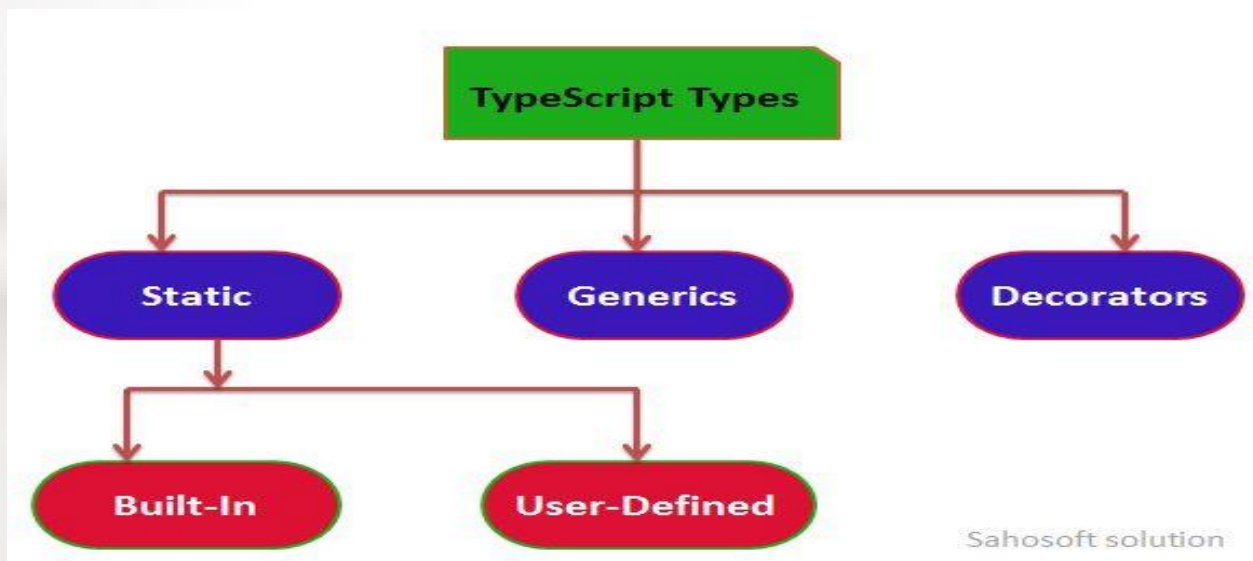 TypeScript Types
Static
Generics
Decorators
Built-In
User-Defined
Sahosoft solution